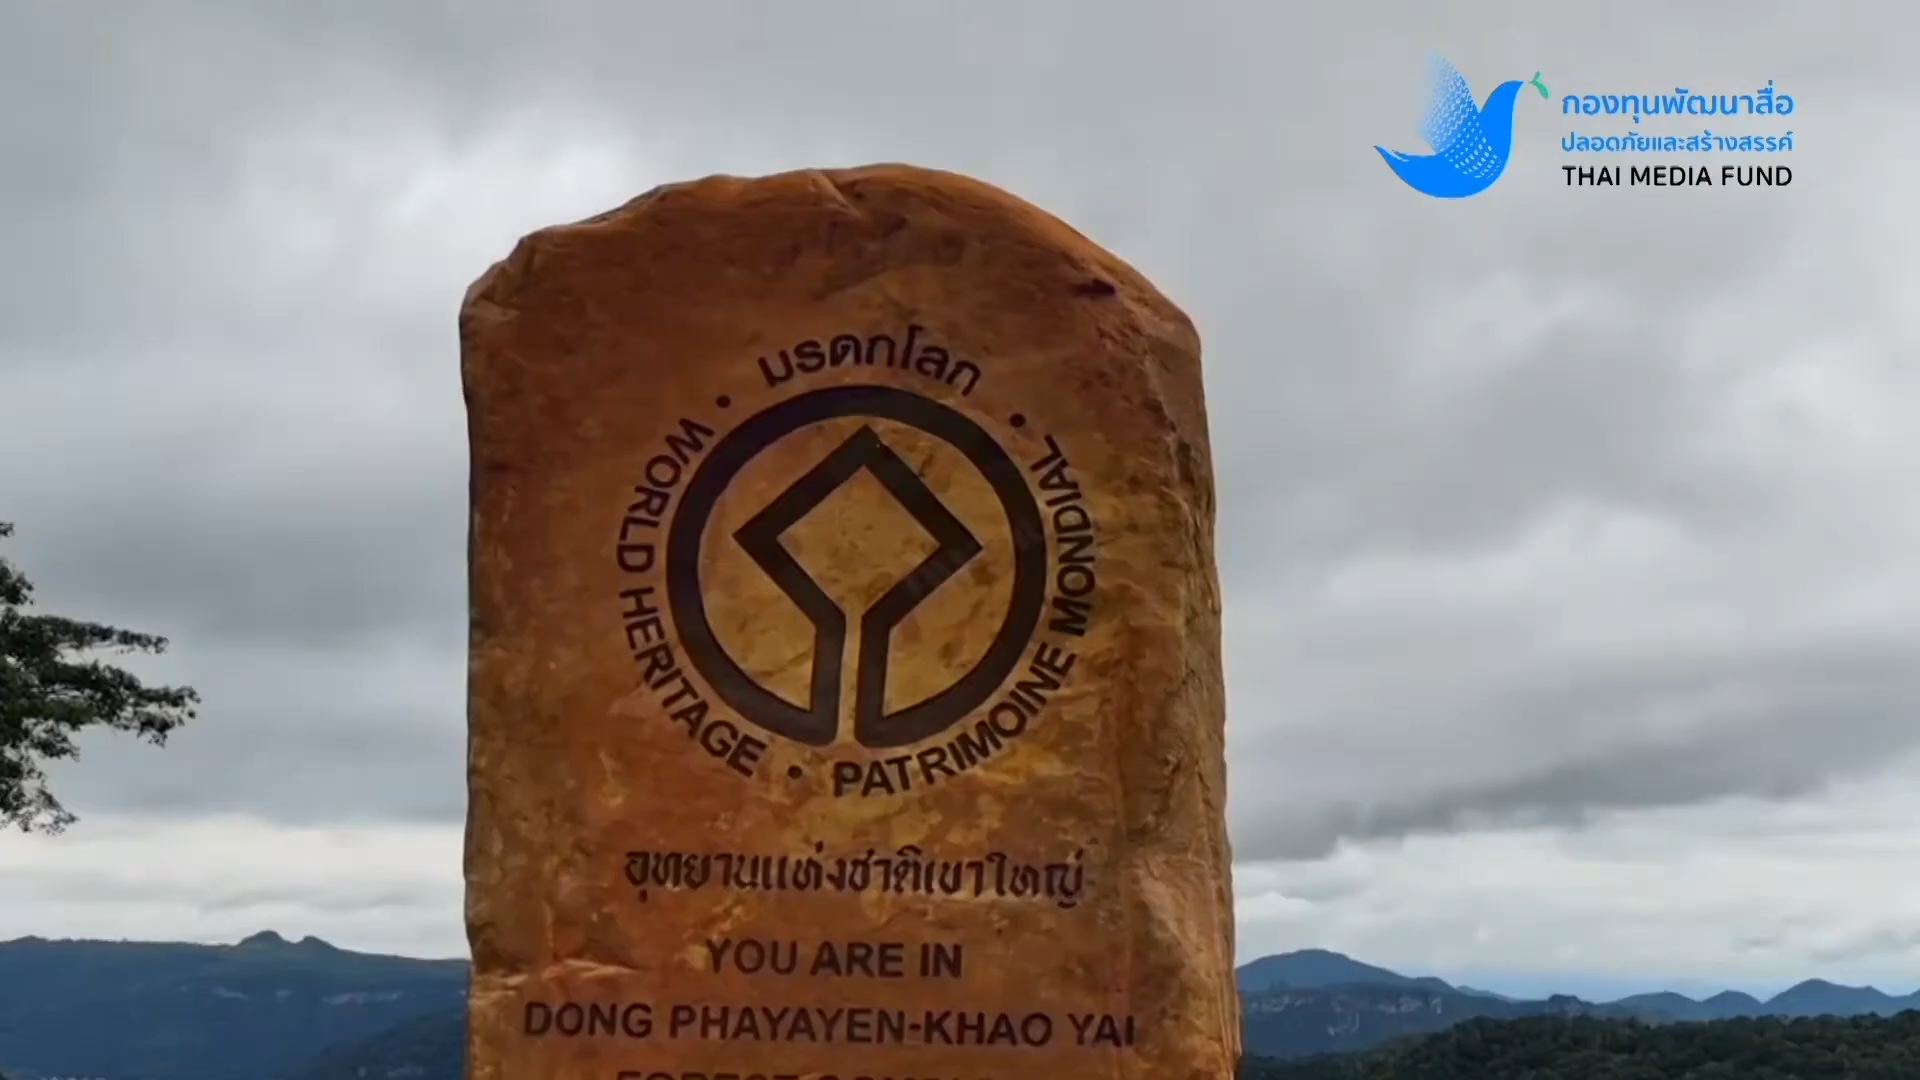 กองทุนพัฒนาสื่อ
ปลอดภัยและสร้างสรรค์
THAI MEDIA FUND
มรดกโลก
WORLD HERITAGE • PATRIMOINE MONDIAL
อุทยานแห่งชาติเขาใหญ่
YOU ARE IN
DONG PHAYAYEN-KHAO YAI
FOREST